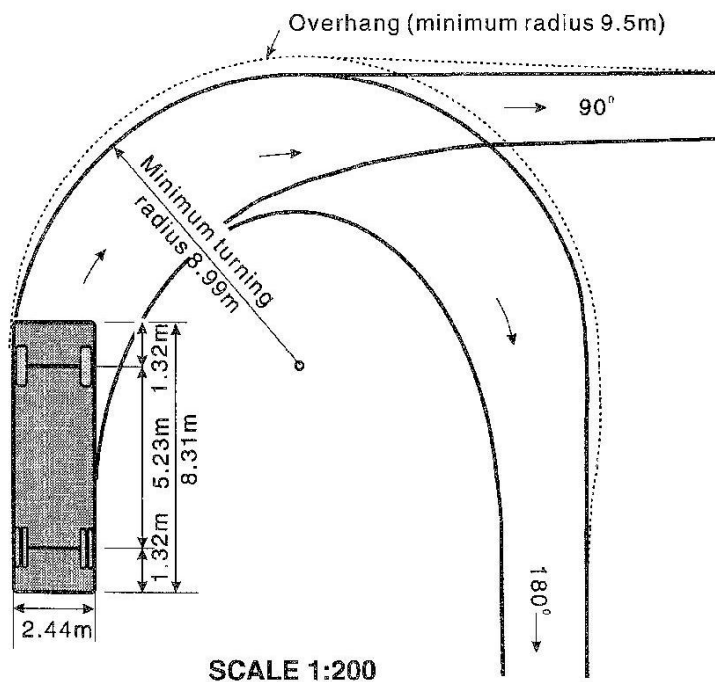 Overhang (minimum radius 9.5m)
90°
Minimum turning
radius 8.99m
1.32m
5.23m
8.31m
1.32m
2.44m
180°
SCALE 1:200